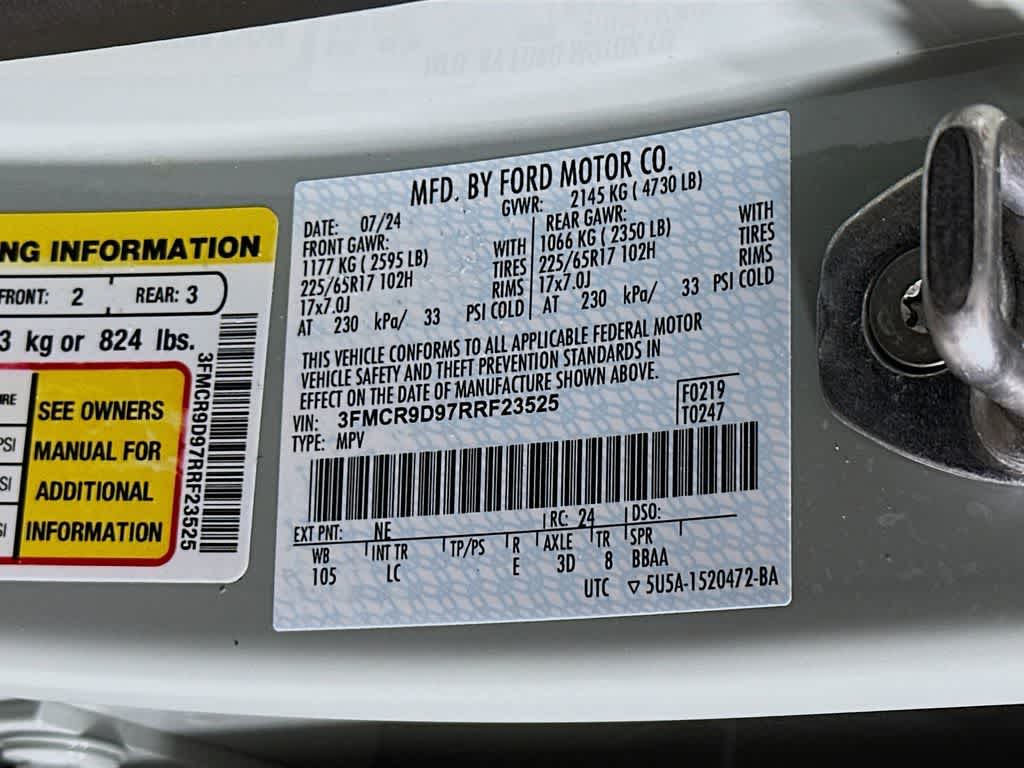 NG INFORMATION
FRONT: 2 REAR: 3
3 kg or 824 lbs.
SEE OWNERS
MANUAL FOR
ADDITIONAL
INFORMATION
PSI
3FMCR9D97RRF23525
MFD. BY FORD MOTOR CO.
DATE: 07/24 GVWR: 2145 KG ( 4730 LB)
FRONT GAWR:
1177 KG ( 2595 LB) WITH
225/65R17 102H TIRES
17x7.0J RIMS
AT 230 kPa/ 33 PSI COLD
REAR GAWR: WITH
1066 KG ( 2350 LB) TIRES
225/65R17 102H RIMS
17x7.0J
AT 230 kPa/ 33 PSI COLD
THIS VEHICLE CONFORMS TO ALL APPLICABLE FEDERAL MOTOR
VEHICLE SAFETY AND THEFT PREVENTION STANDARDS IN
EFFECT ON THE DATE OF MANUFACTURE SHOWN ABOVE.
VIN: 3FMCR9D97RRF23525
TYPE: MPV
F0219
T0247
EXT PNT: NE RC: 24 DSO:
WB INT TR TP/PS R AXLE TR SPR
105 LC E 3D 8 BBAA
UTC ▽ 5U5A-1520472-BA